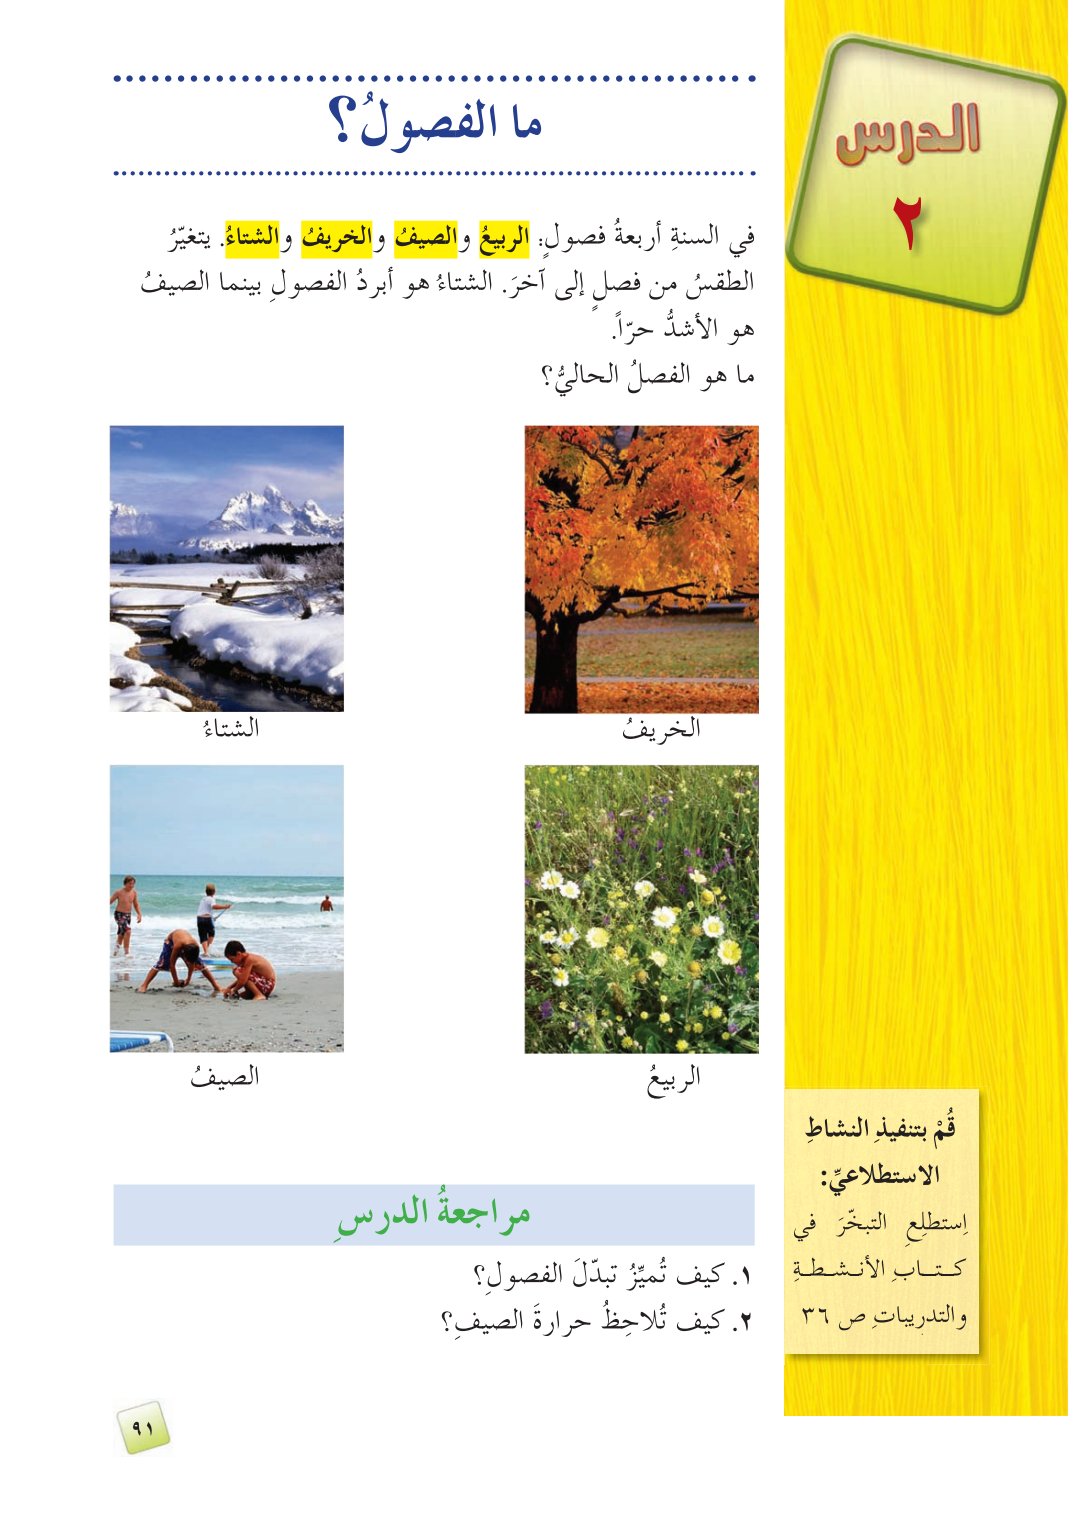 الدرس
٢
ما الفصولُ؟
في السنةِ أربعةُ فصولٍ: الربيعُ والصيفُ والخريفُ والشتاءُ. يتغيّرُ
الطقسُ من فصلٍ إلى آخرَ. الشتاءُ هو أبردُ الفصولِ بينما الصيفُ
هو الأشدُّ حرّاً.
ما هو الفصلُ الحاليُّ؟
الخريفُ
الشتاءُ
الربيعُ
الصيفُ
قُمْ بتنفيذِ النشاطِ
الاستطلاعيِّ:
اِستطلِعِ التبخّرَ في
كتابِ الأنشطةِ
والتدريباتِ ص ٣٦
مراجعةُ الدرسِ
١. كيف تُميِّزُ تبدّلَ الفصولِ؟
٢. كيف تُلاحِظُ حرارةَ الصيفِ؟
٩١